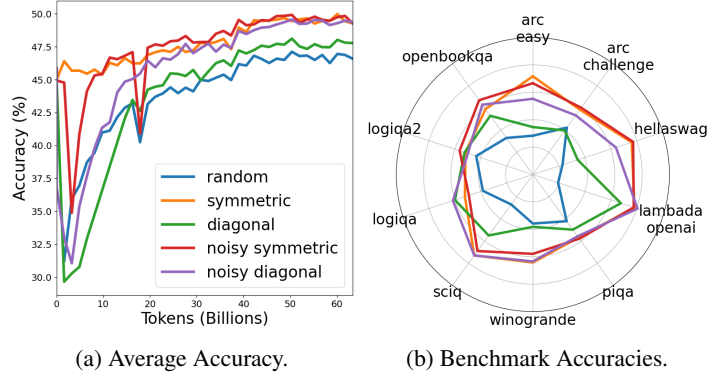 50.0
47.5
45.0
42.5
40.0
37.5
35.0
32.5
30.0
Accuracy (%)
0
10
20
30
40
50
60
Tokens (Billions)
random
symmetric
diagonal
noisy symmetric
noisy diagonal
arc
easy
arc
challenge
hellaswag
lambada
openai
piqa
winogrande
sciq
logiqa
logiqa2
openbookqa
(a) Average Accuracy.
(b) Benchmark Accuracies.